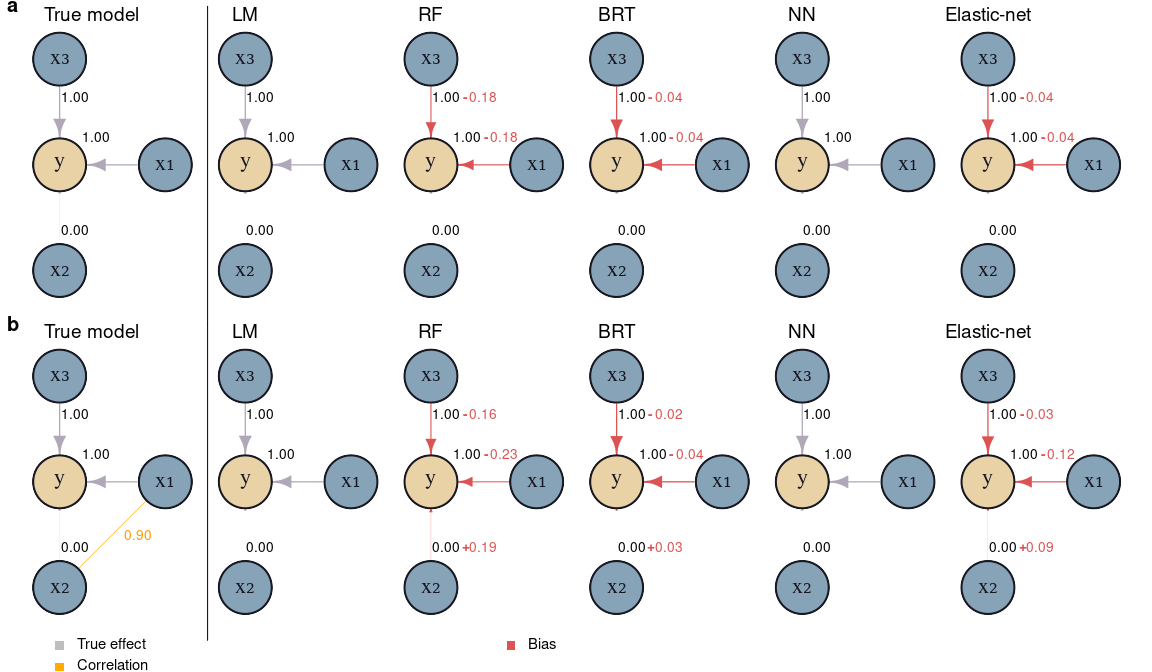 a
True model LM RF BRT NN Elastic-net
x3 x3 x3 x3 x3 x3
1.00 1.00 1.00 -0.18 1.00 -0.04 1.00 1.00 -0.04
1.00 1.00 1.00 -0.18 1.00 -0.04 1.00 1.00 -0.04
y x1 y x1 y x1 y x1 y x1 y x1
0.00 0.00 0.00 0.00 0.00 0.00
x2 x2 x2 x2 x2 x2
b
True model LM RF BRT NN Elastic-net
x3 x3 x3 x3 x3 x3
1.00 1.00 1.00 -0.16 1.00 -0.02 1.00 1.00 -0.03
1.00 1.00 1.00 -0.23 1.00 -0.04 1.00 1.00 -0.12
y x1 y x1 y x1 y x1 y x1 y x1
0.90
0.00 0.00 0.00 +0.19 0.00 +0.03 0.00 0.00 +0.09
x2 x2 x2 x2 x2 x2
True effect Bias
Correlation